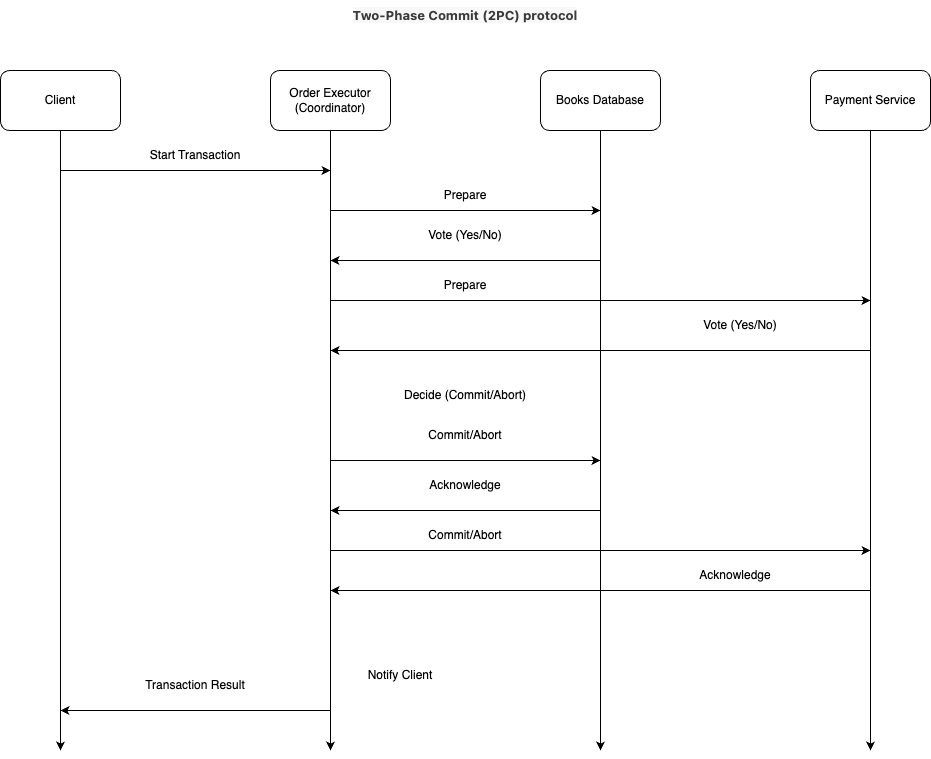 Two-Phase Commit (2PC) protocol
Client
Order Executor
(Coordinator)
Books Database
Payment Service
Start Transaction
Prepare
Vote (Yes/No)
Prepare
Vote (Yes/No)
Decide (Commit/Abort)
Commit/Abort
Acknowledge
Commit/Abort
Acknowledge
Notify Client
Transaction Result